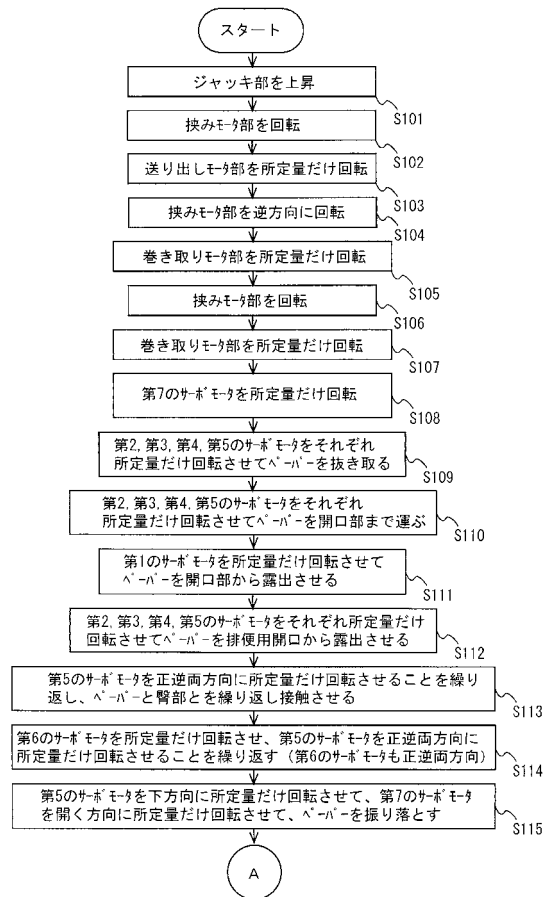 スタート
ジャッキ部を上昇
S101
挟みモータ部を回転
S102
送り出しモータ部を所定量だけ回転
S103
挟みモータ部を逆方向に回転
S104
巻き取りモータ部を所定量だけ回転
S105
挟みモータ部を回転
S106
巻き取りモータ部を所定量だけ回転
S107
第7のサーボモータを所定量だけ回転
S108
第2,第3,第4,第5のサーボモータをそれぞれ
所定量だけ回転させてペーパーを抜き取る
S109
第2,第3,第4,第5のサーボモータをそれぞれ
所定量だけ回転させてペーパーを開口部まで運ぶ
S110
第1のサーボモータを所定量だけ回転させて
ペーパーを開口部から露出させる
S111
第2,第3,第4,第5のサーボモータをそれぞれ所定量だけ
回転させてペーパーを排便用開口から露出させる
S112
第5のサーボモータを正逆両方向に所定量だけ回転させることを繰り
返し、ペーパーと臀部とを繰り返し接触させる
S113
第6のサーボモータを所定量だけ回転させ、第5のサーボモータを正逆両方向に
所定量だけ回転させることを繰り返す（第6のサーボモータも正逆両方向）
S114
第5のサーボモータを下方向に所定量だけ回転させて、第7のサーボモータ
を開く方向に所定量だけ回転させて、ペーパーを振り落とす
S115
A